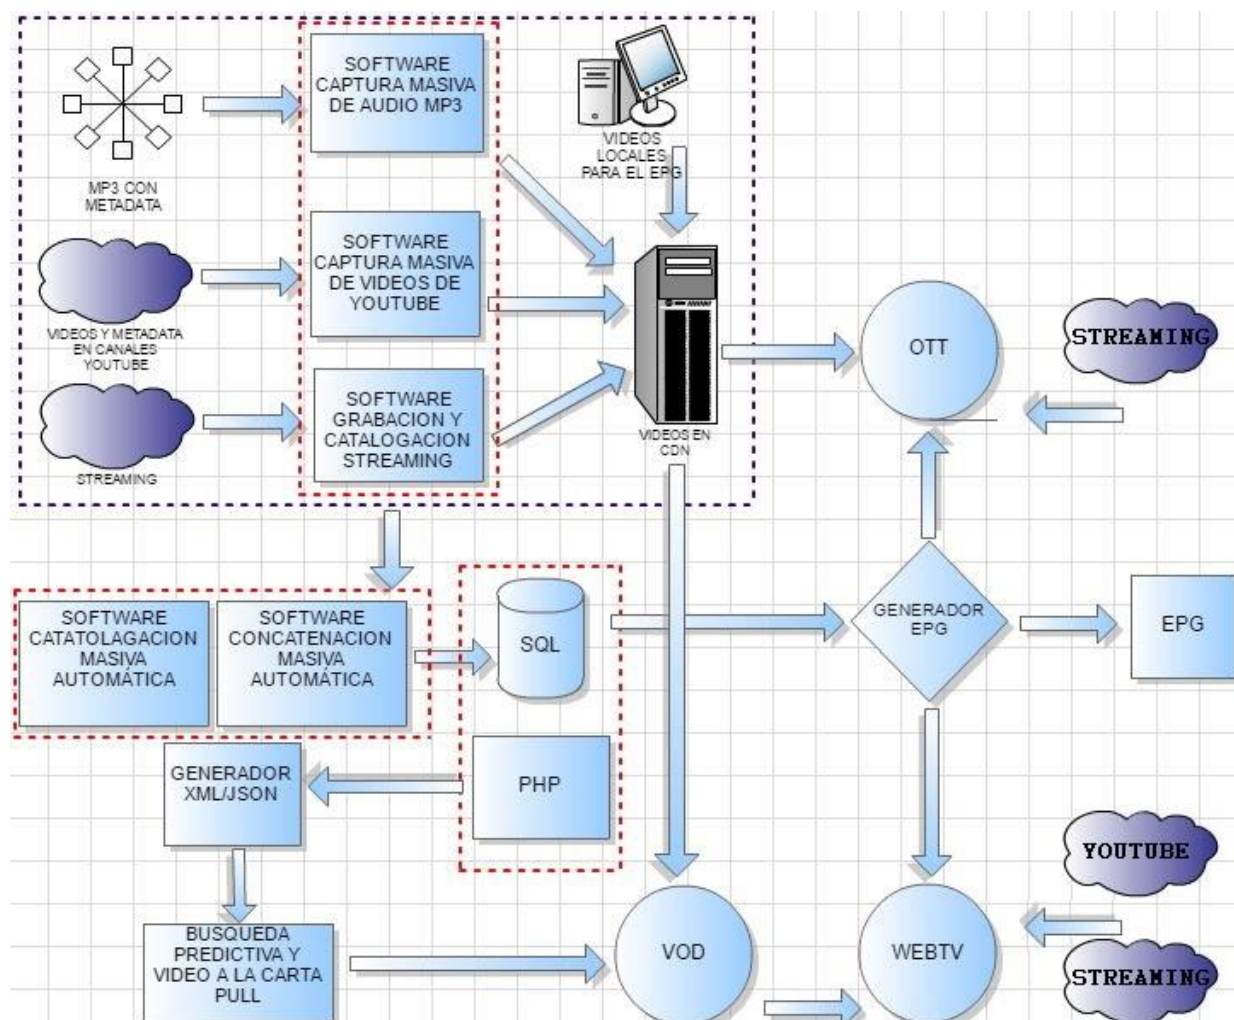 SOFTWARE
CAPTURA MASIVA
DE AUDIO MP3
VIDEOS
LOCALES
PARA EL EPG
MP3 CON
METADATA
SOFTWARE
CAPTURA MASIVA
DE VIDEOS DE
YOUTUBE
VIDEOS Y METADATA
EN CANALES
YOUTUBE
OTT
STREAMING
SOFTWARE
GRABACION Y
CATALOGACION
STREAMING
VIDEOS EN
CDN
STREAMING
SOFTWARE
CATATOLAGACION
MASIVA
AUTOMÁTICA
SOFTWARE
CONCATENACION
MASIVA
AUTOMÁTICA
SQL
GENERADOR
EPG
EPG
GENERADOR
XML/JSON
PHP
YOUTUBE
BUSQUEDA
PREDICTIVA Y
VIDEO A LA CARTA
PULL
VOD
WEBTV
STREAMING